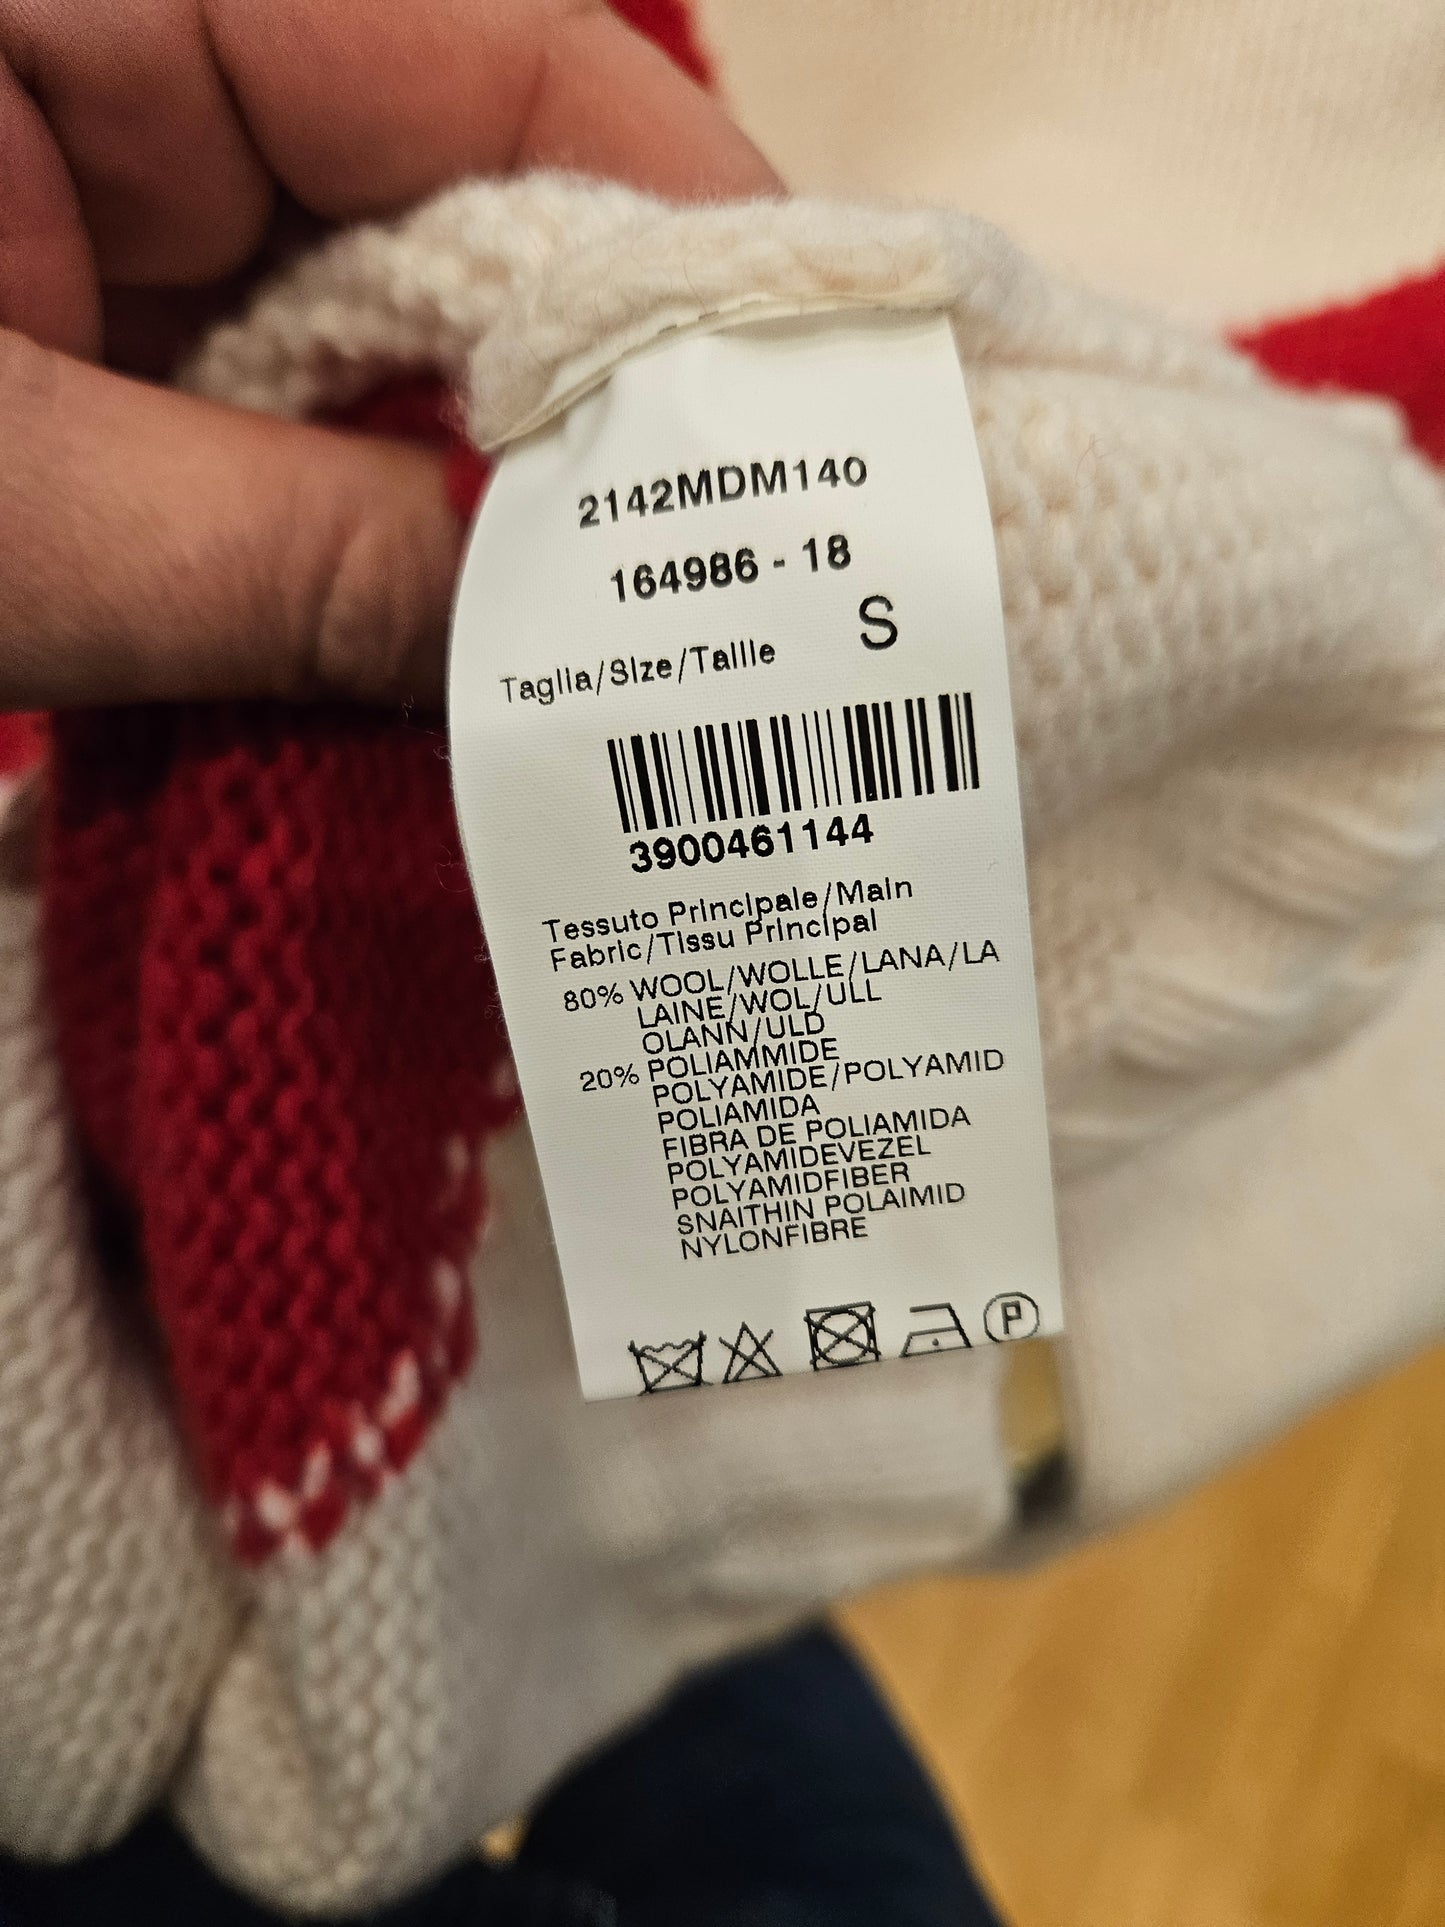 2142MDM140
164986 - 18
Taglia/Size/Taille S
3900461144
Tessuto Principale/Main
Fabric/Tissu Principal
80% WOOL/WOLLE/LANA/LA
LAINE/WOL/ULL
OLANN/ULD
20% POLIAMMIDE
POLYAMIDE/POLYAMID
POLIAMIDA
FIBRA DE POLIAMIDA
POLYAMIDEVEZEL
POLYAMIDFIBER
SNAITHIN POLAIMID
NYLONFIBRE
P